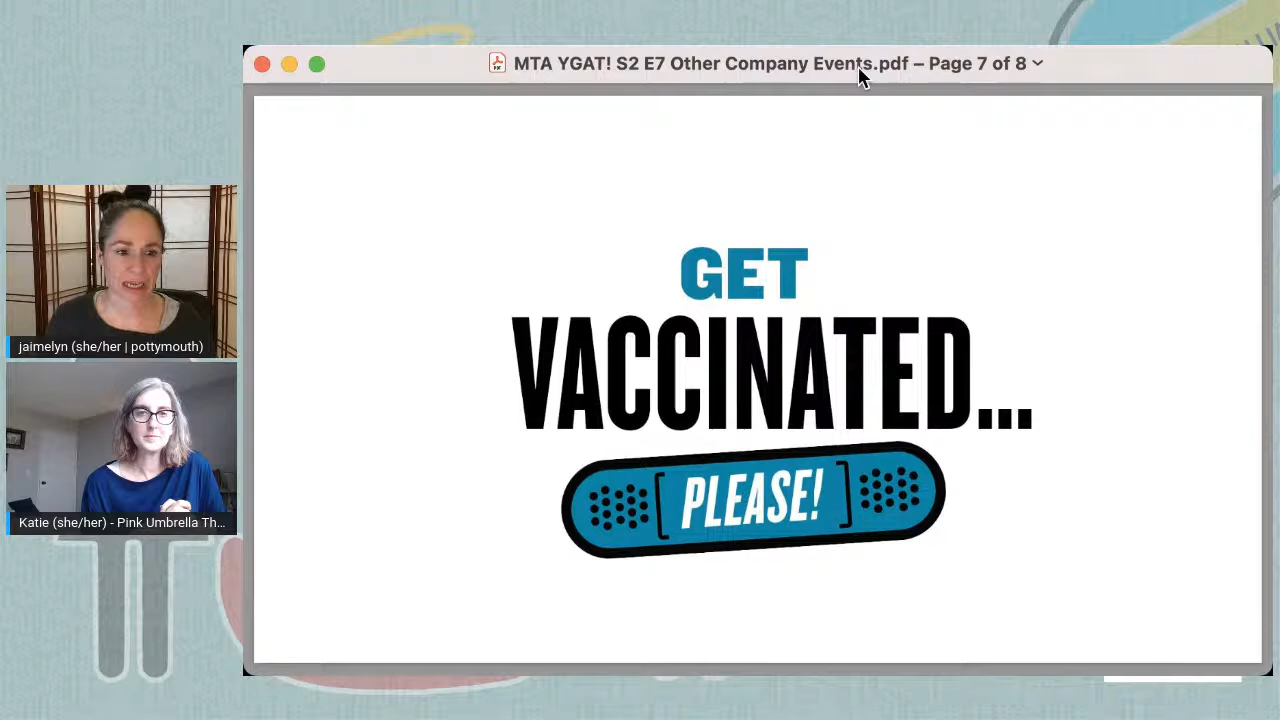 MTA YGAT! S2 E7 Other Company Events.pdf – Page 7 of 8
GET
VACCINATED...
PLEASE!
jaimelyn (she/her | pottymouth)
Katie (she/her) - Pink Umbrella Th...